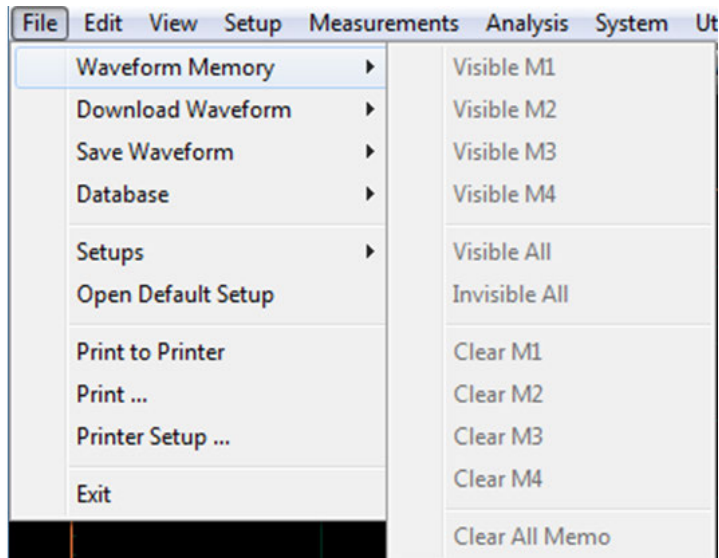 File Edit View Setup Measurements Analysis System Ut
Waveform Memory
Download Waveform
Save Waveform
Database
Setups
Open Default Setup
Print to Printer
Print ...
Printer Setup ...
Exit
Visible M1
Visible M2
Visible M3
Visible M4
Visible All
Invisible All
Clear M1
Clear M2
Clear M3
Clear M4
Clear All Memo